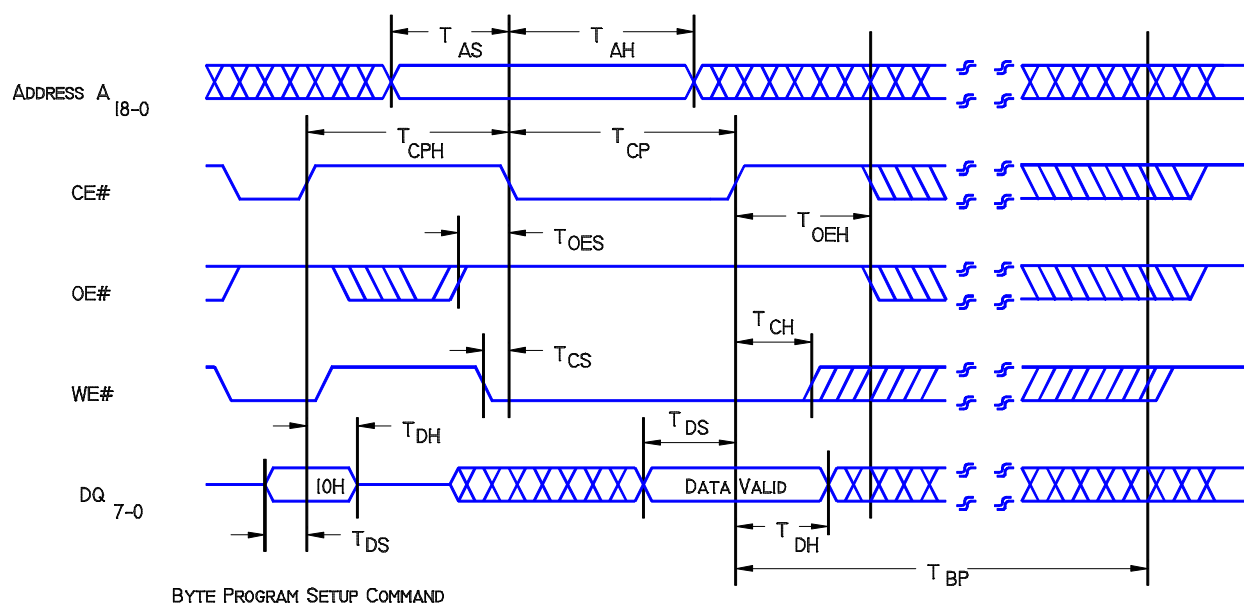 T AS
T AH
ADDRESS A 18-0
T CPH
T CP
CE#
T OES
T OEH
OE#
T CH
T CS
WE#
T DH
T DS
DQ 7-0
10H
DATA VALID
T DS
T DH
T BP
BYTE PROGRAM SETUP COMMAND